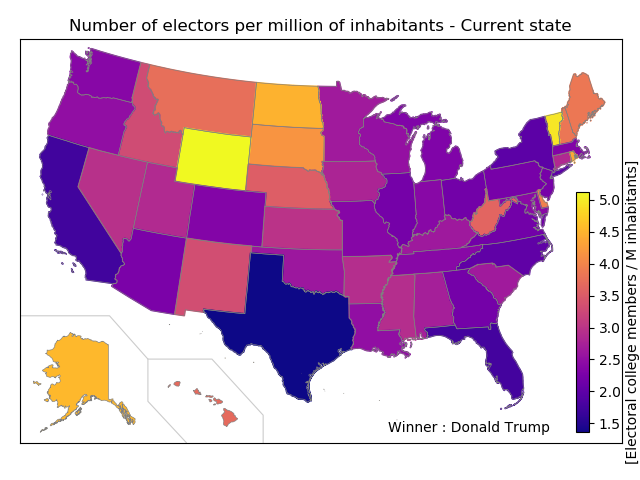 Number of electors per million of inhabitants - Current state
5.0
4.5
4.0
3.5
3.0
2.5
2.0
1.5
[Electoral college members / M inhabitants]
Winner : Donald Trump